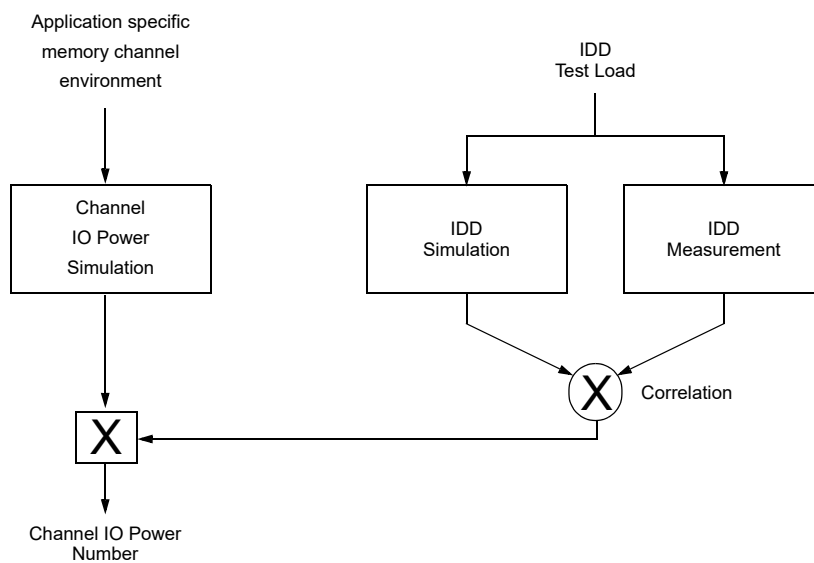 Application specific
memory channel
environment
IDD
Test Load
Channel
IO Power
Simulation
IDD
Simulation
IDD
Measurement
X
Correlation
X
Channel IO Power
Number